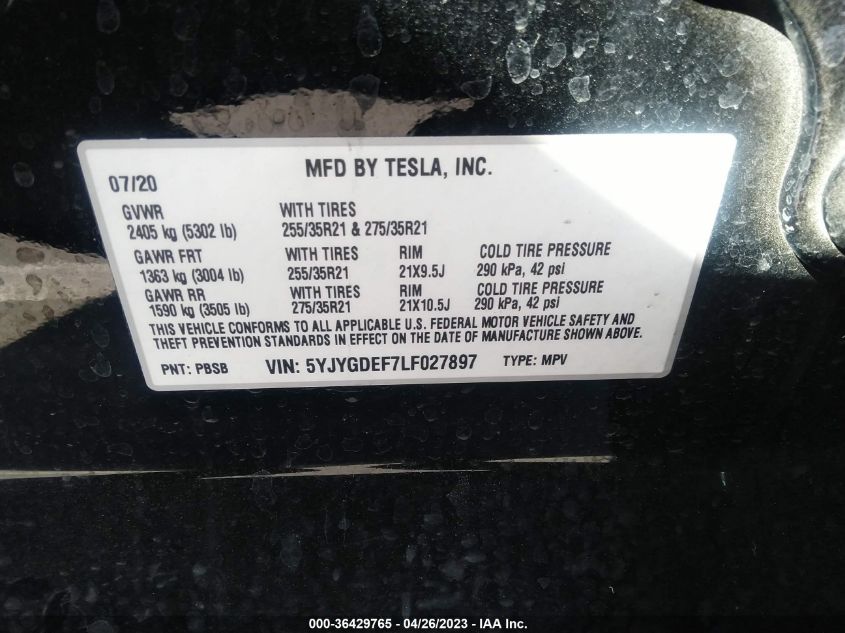 MFD BY TESLA, INC.
07/20
GVWR WITH TIRES
2405 kg (5302 lb) 255/35R21 & 275/35R21
GAWR FRT WITH TIRES RIM COLD TIRE PRESSURE
1363 kg (3004 lb) 255/35R21 21X9.5J 290 kPa, 42 psi
GAWR RR WITH TIRES RIM COLD TIRE PRESSURE
1590 kg (3505 lb) 275/35R21 21X10.5J 290 kPa, 42 psi
THIS VEHICLE CONFORMS TO ALL APPLICABLE U.S. FEDERAL MOTOR VEHICLE SAFETY AND
THEFT PREVENTION STANDARDS IN EFFECT ON THE DATE OF MANUFACTURE SHOWN ABOVE.
PNT: PBSB VIN: 5YJYGDEF7LF027897 TYPE: MPV
000-36429765 - 04/26/2023 - IAA Inc.